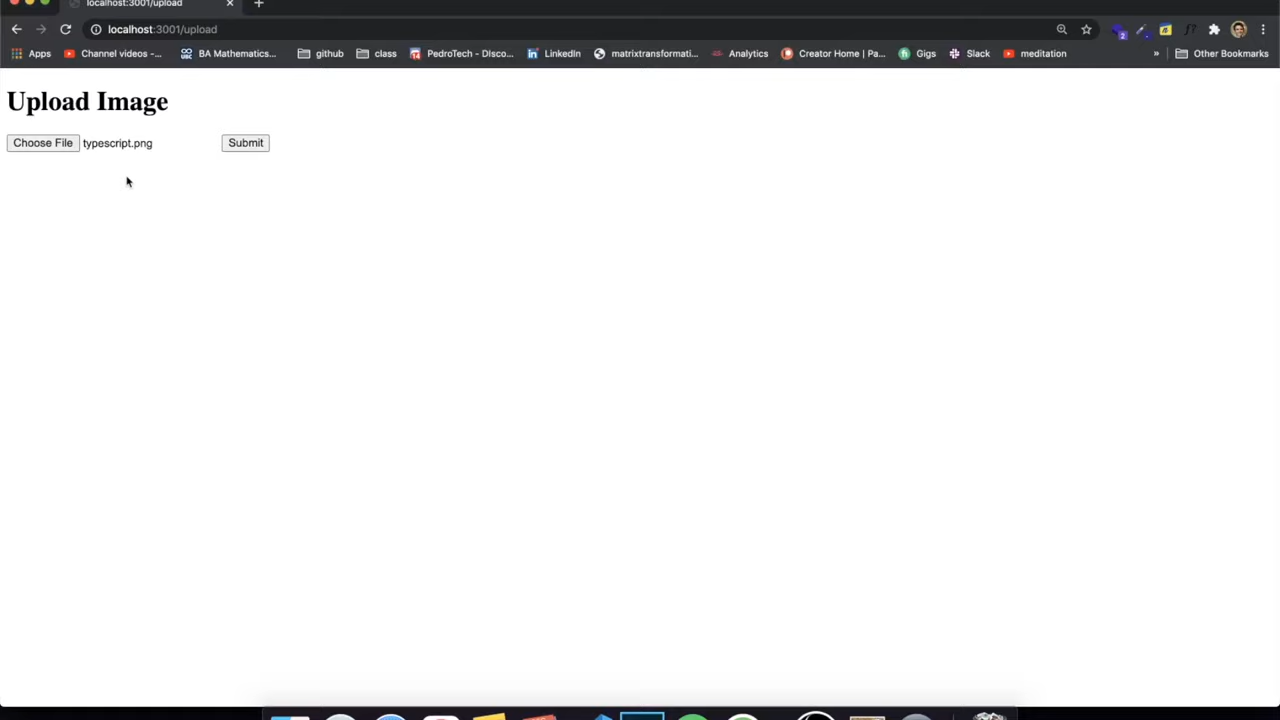 localhost:3001/upload
localhost:3001/upload
Apps
Channel videos -...
BA Mathematics...
github
class
PedroTech - DIsco...
LinkedIn
matrixtransformati...
Analytics
Creator Home | Pa...
Gigs
Slack
meditation
»
Other Bookmarks
Upload Image
Choose File typescript.png Submit